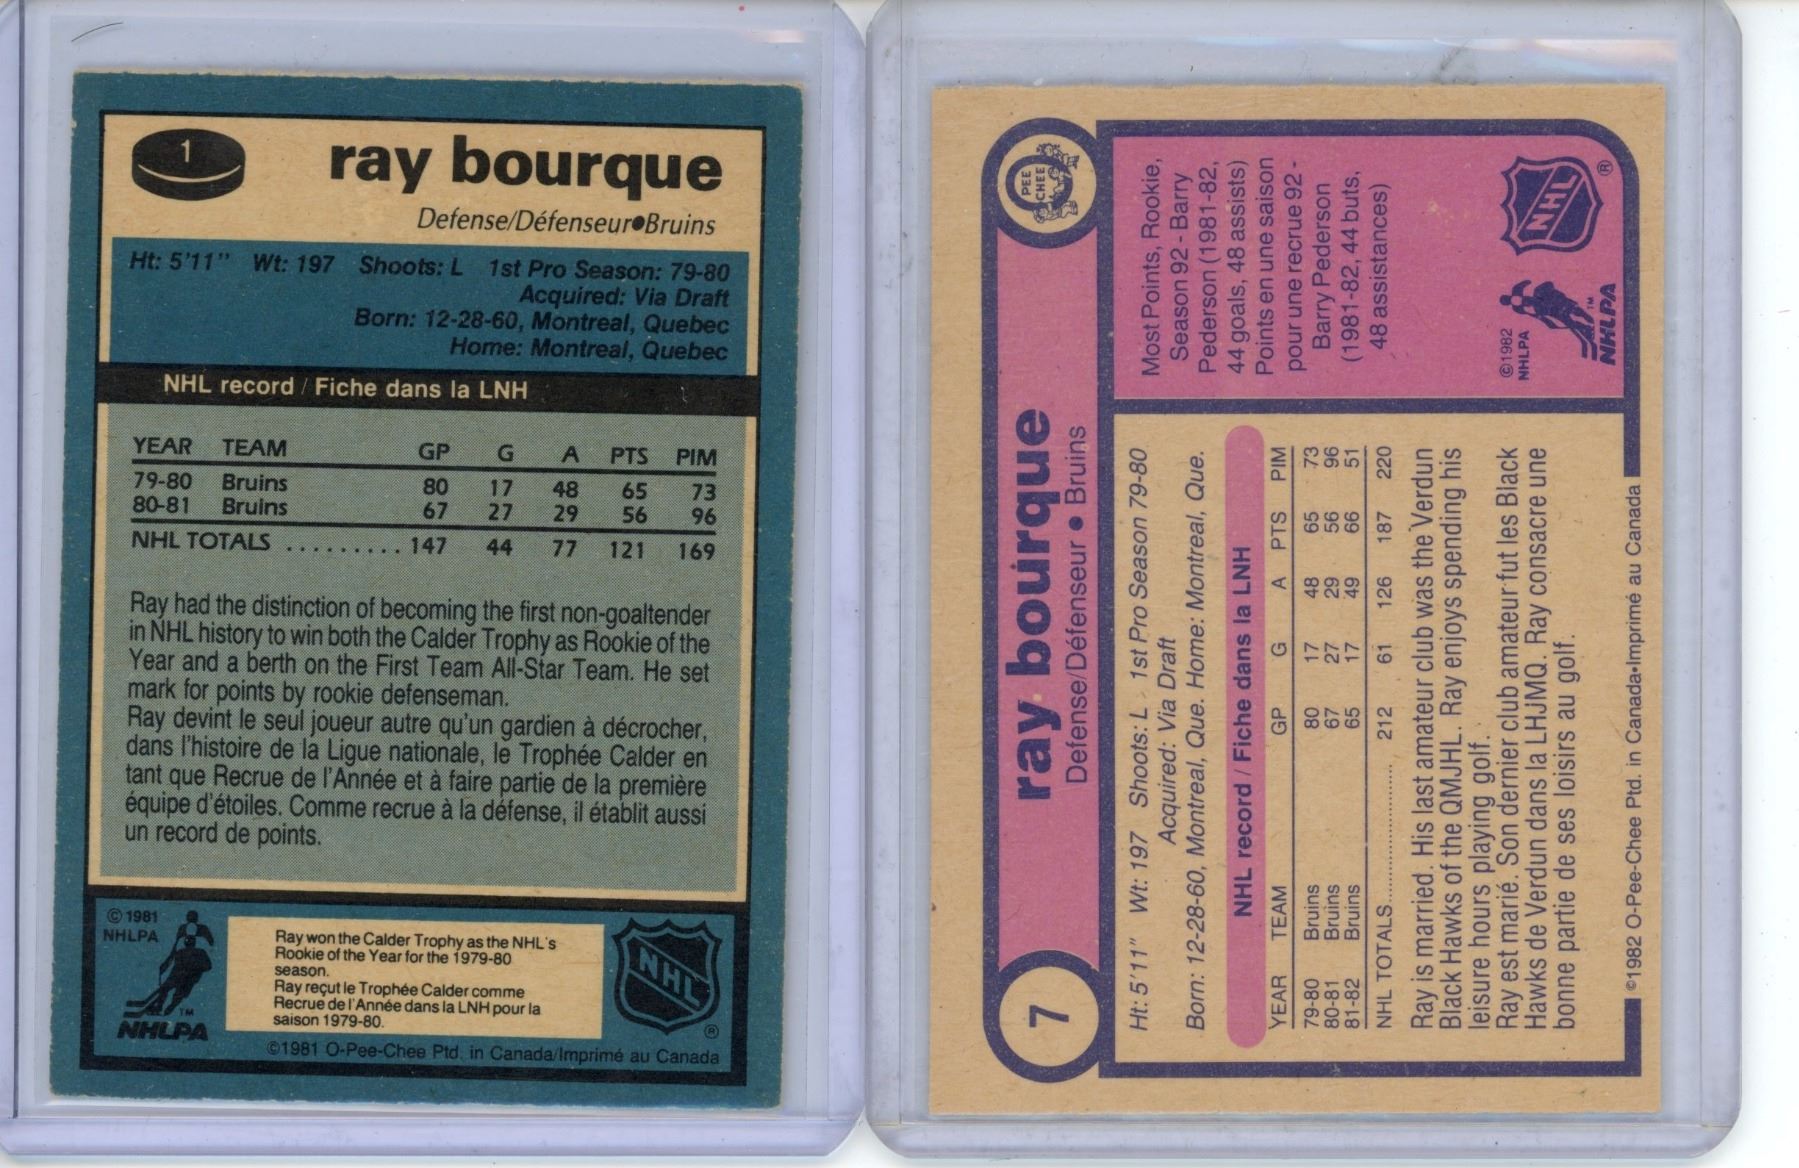 1
ray bourque
Defense/Défenseur●Bruins
Ht: 5'11" Wt: 197 Shoots: L 1st Pro Season: 79-80
Acquired: Via Draft
Born: 12-28-60, Montreal, Quebec
Home: Montreal, Quebec
NHL record / Fiche dans la LNH
YEAR TEAM GP G A PTS PIM
79-80 Bruins 80 17 48 65 73
80-81 Bruins 67 27 29 56 96
NHL TOTALS ......... 147 44 77 121 169
Ray had the distinction of becoming the first non-goaltender
in NHL history to win both the Calder Trophy as Rookie of the
Year and a berth on the First Team All-Star Team. He set
mark for points by rookie defenseman.
Ray devint le seul joueur autre qu'un gardien à décrocher,
dans l'histoire de la Ligue nationale, le Trophée Calder en
tant que Recrue de l'Année et à faire partie de la première
équipe d'étoiles. Comme recrue à la défense, il établit aussi
un record de points.
© 1981
NHLPA
NHLPA
TM
Ray won the Calder Trophy as the NHL's
Rookie of the Year for the 1979-80
season.
Ray reçut le Trophée Calder comme
Recrue de l'Année dans la LNH pour la
saison 1979-80.
NHL
®
©1981 O-Pee-Chee Ptd. in Canada/Imprimé au Canada
7
ray bourque
Defense/Défenseur ● Bruins
PEE
CHEE
Ht: 5'11" Wt: 197 Shoots: L 1st Pro Season 79-80
Acquired: Via Draft
Born: 12-28-60, Montreal, Que. Home: Montreal, Que.
NHL record / Fiche dans la LNH
YEAR TEAM GP G A PTS PIM
79-80 Bruins 80 17 48 65 73
80-81 Bruins 67 27 29 56 96
81-82 Bruins 65 17 49 66 51
NHL TOTALS.................... 212 61 126 187 220
Ray is married. His last amateur club was the Verdun
Black Hawks of the QMJHL. Ray enjoys spending his
leisure hours playing golf.
Ray est marié. Son dernier club amateur fut les Black
Hawks de Verdun dans la LHJMQ. Ray consacre une
bonne partie de ses loisirs au golf.
Most Points, Rookie,
Season 92 - Barry
Pederson (1981-82,
44 goals, 48 assists)
Points en une saison
pour une recrue 92 -
Barry Pederson
(1981-82, 44 buts,
48 assistances)
©1982
NHLPA
TM
NHLPA
NHL
®
©1982 O-Pee-Chee Ptd. in Canada•Imprimé au Canada